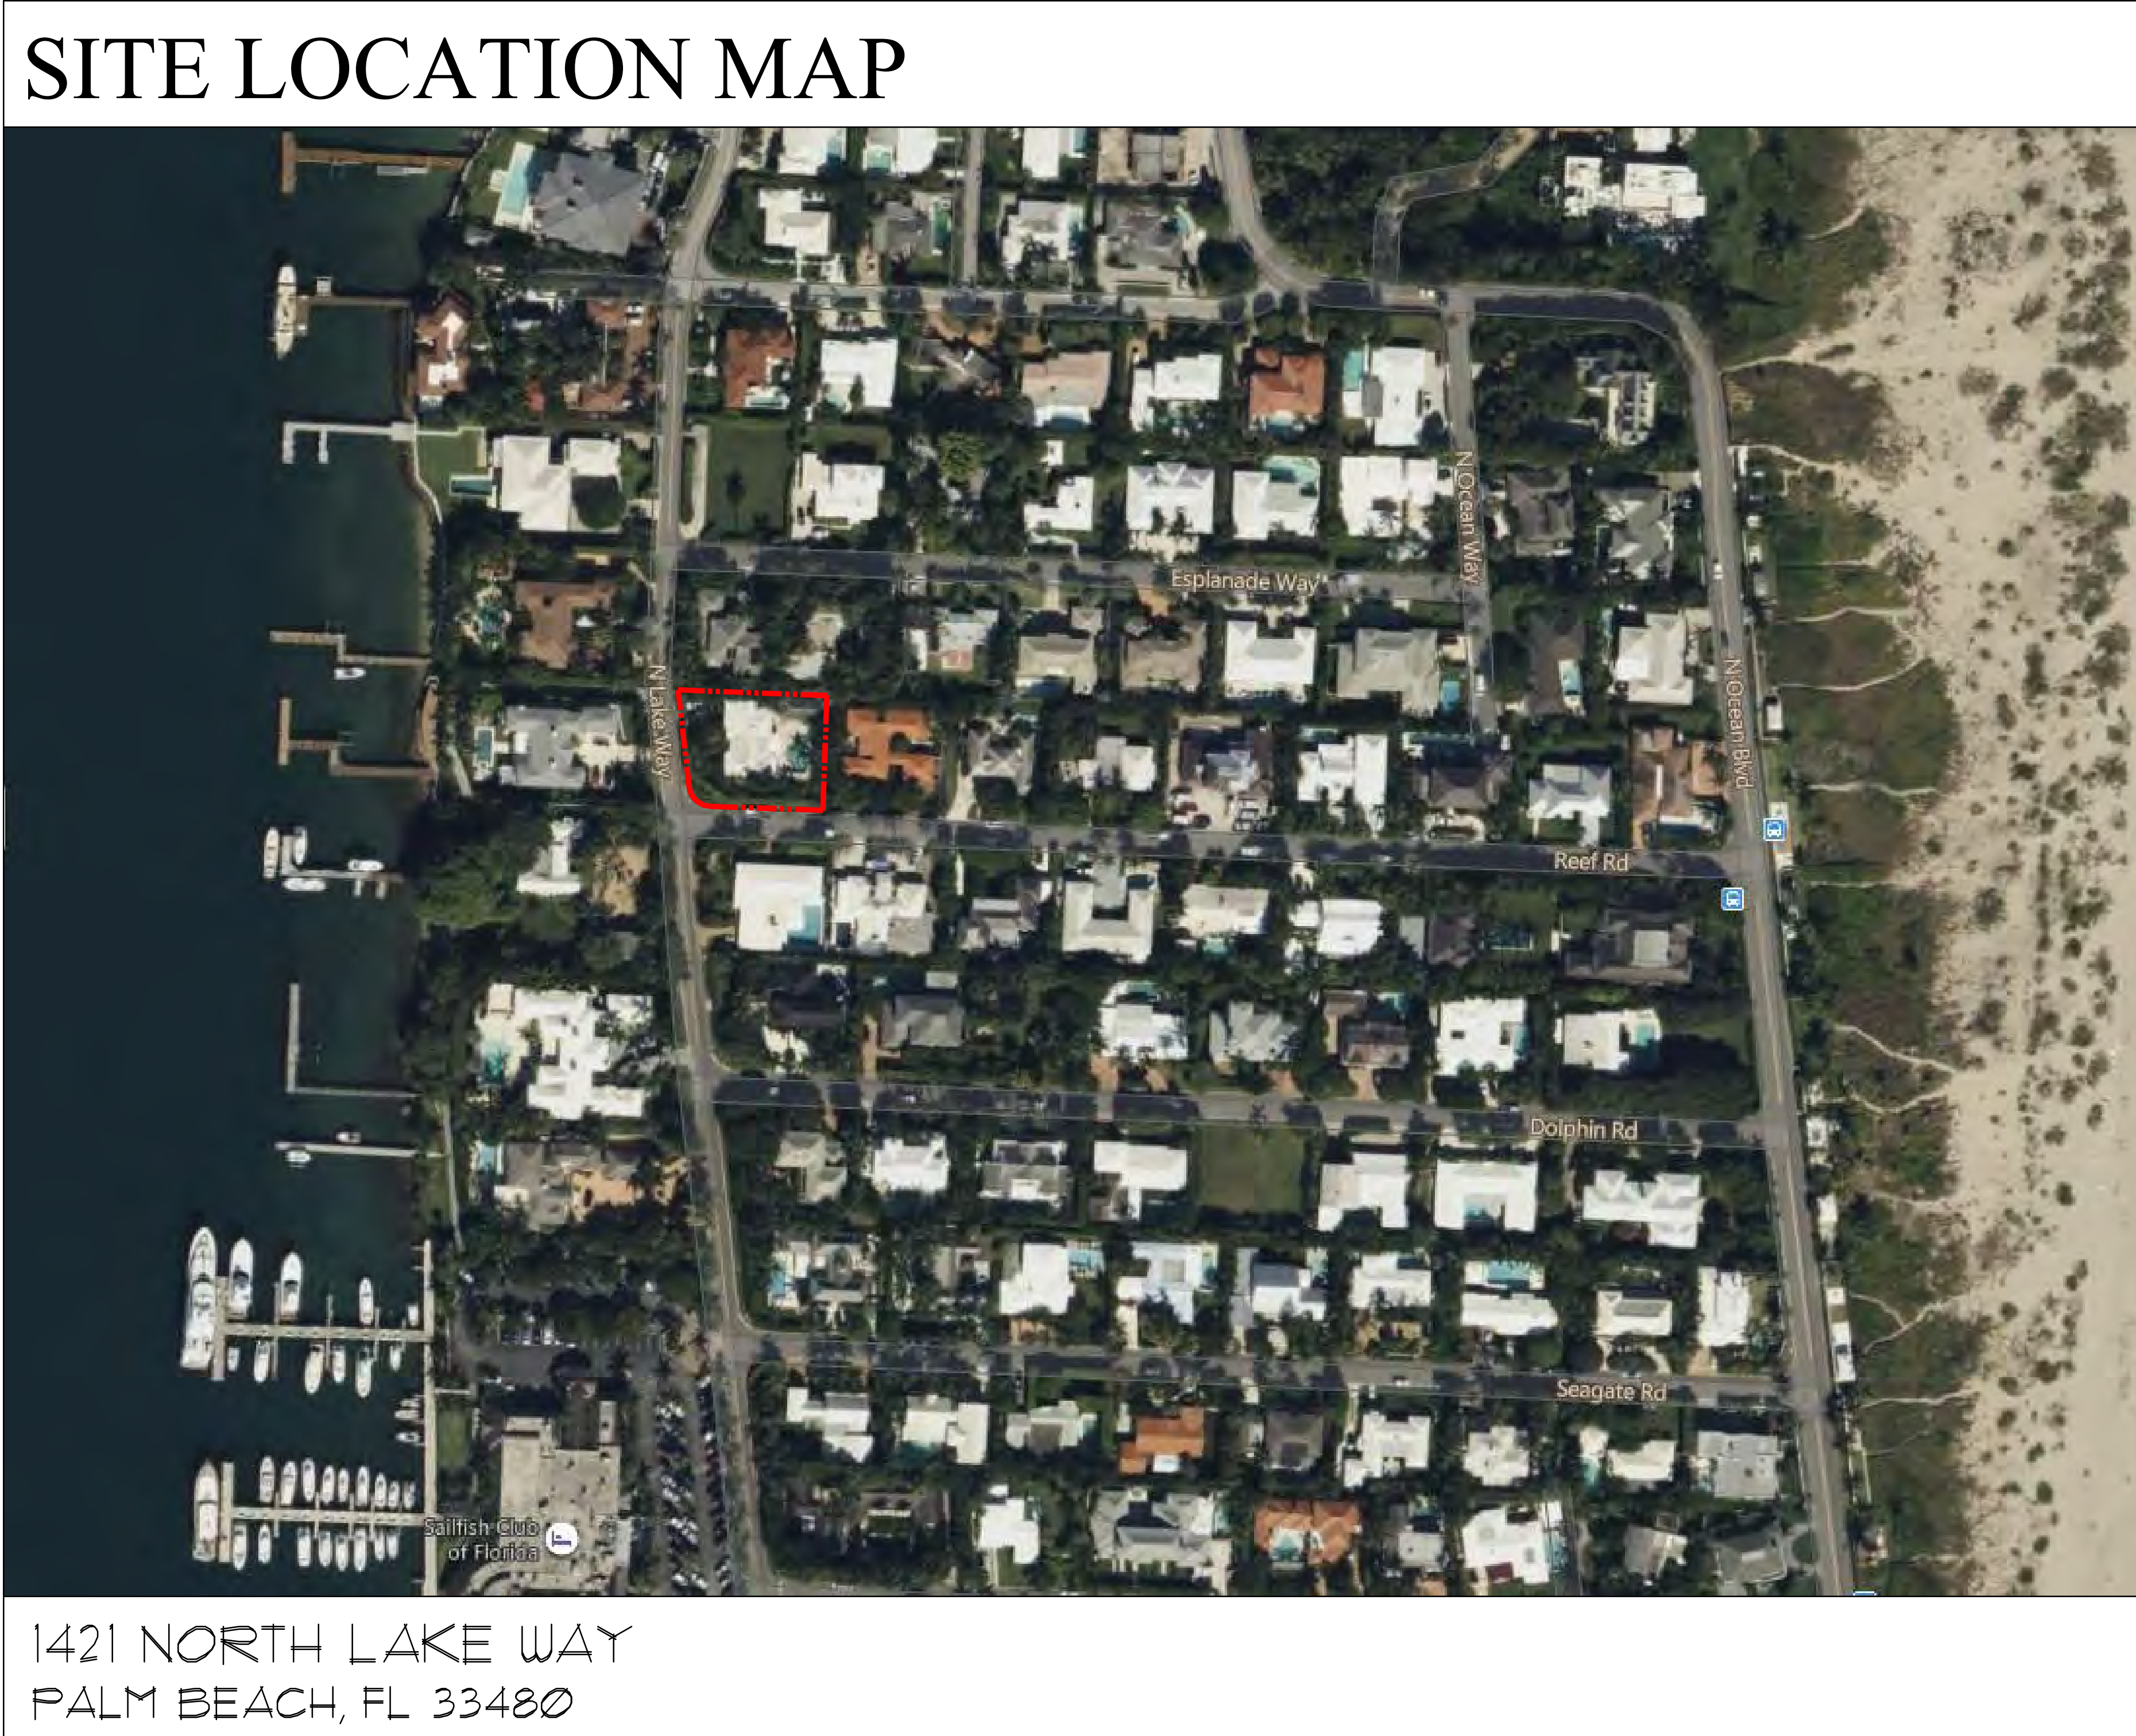 SITE LOCATION MAP
N Ocean Way
Esplanade Way
N Lake Way
N Ocean Blvd
Reef Rd
Dolphin Rd
Seagate Rd
Sailfish Club
of Florida
1421 NORTH LAKE WAY
PALM BEACH, FL 33480